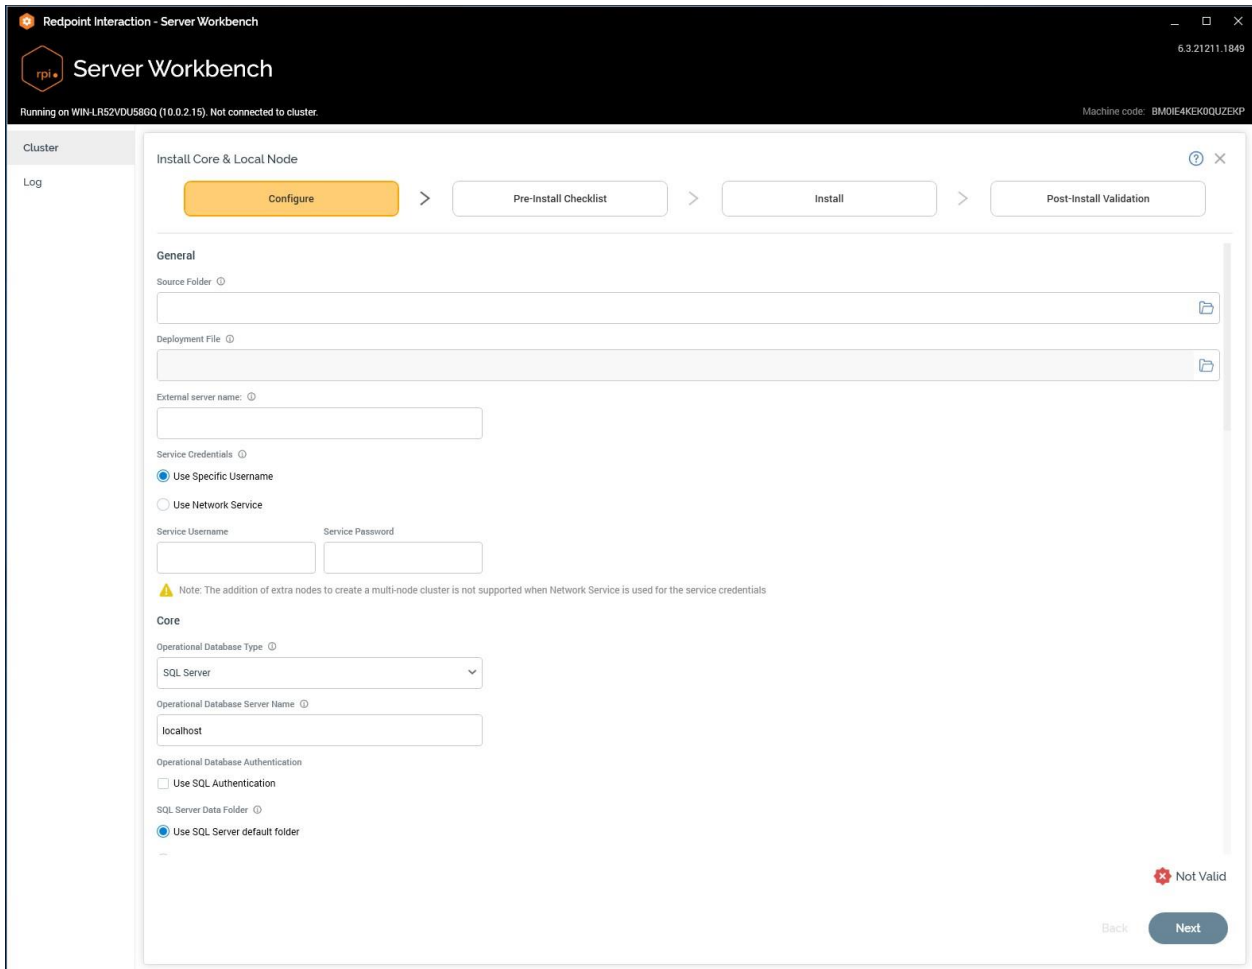 Redpoint Interaction - Server Workbench
6.3.21211.1849
rpi
Server Workbench
Running on WIN-LR52VDU58GQ (10.0.2.15). Not connected to cluster.
Machine code: BM0IE4KEK0QUZEKP
Cluster
Log
Install Core & Local Node
Configure
Pre-Install Checklist
Install
Post-Install Validation
General
Source Folder
Deployment File
External server name:
Service Credentials
Use Specific Username
Use Network Service
Service Username
Service Password
Note: The addition of extra nodes to create a multi-node cluster is not supported when Network Service is used for the service credentials
Core
Operational Database Type
SQL Server
Operational Database Server Name
localhost
Operational Database Authentication
Use SQL Authentication
SQL Server Data Folder
Use SQL Server default folder
Not Valid
Back
Next